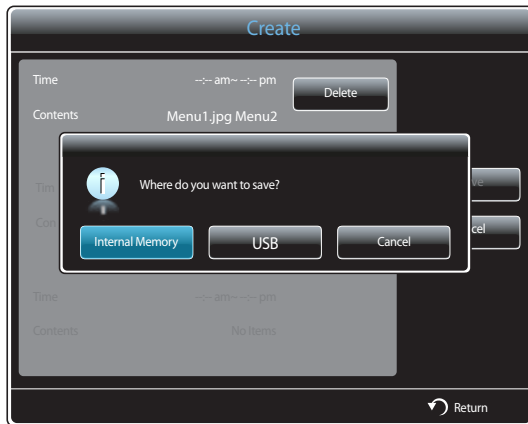 Create
Time --:-- am~ --:-- pm
Delete
Contents Menu1.jpg Menu2
Where do you want to save?
Internal Memory USB Cancel
Time --:-- am~ --:-- pm
Contents No Items
Return